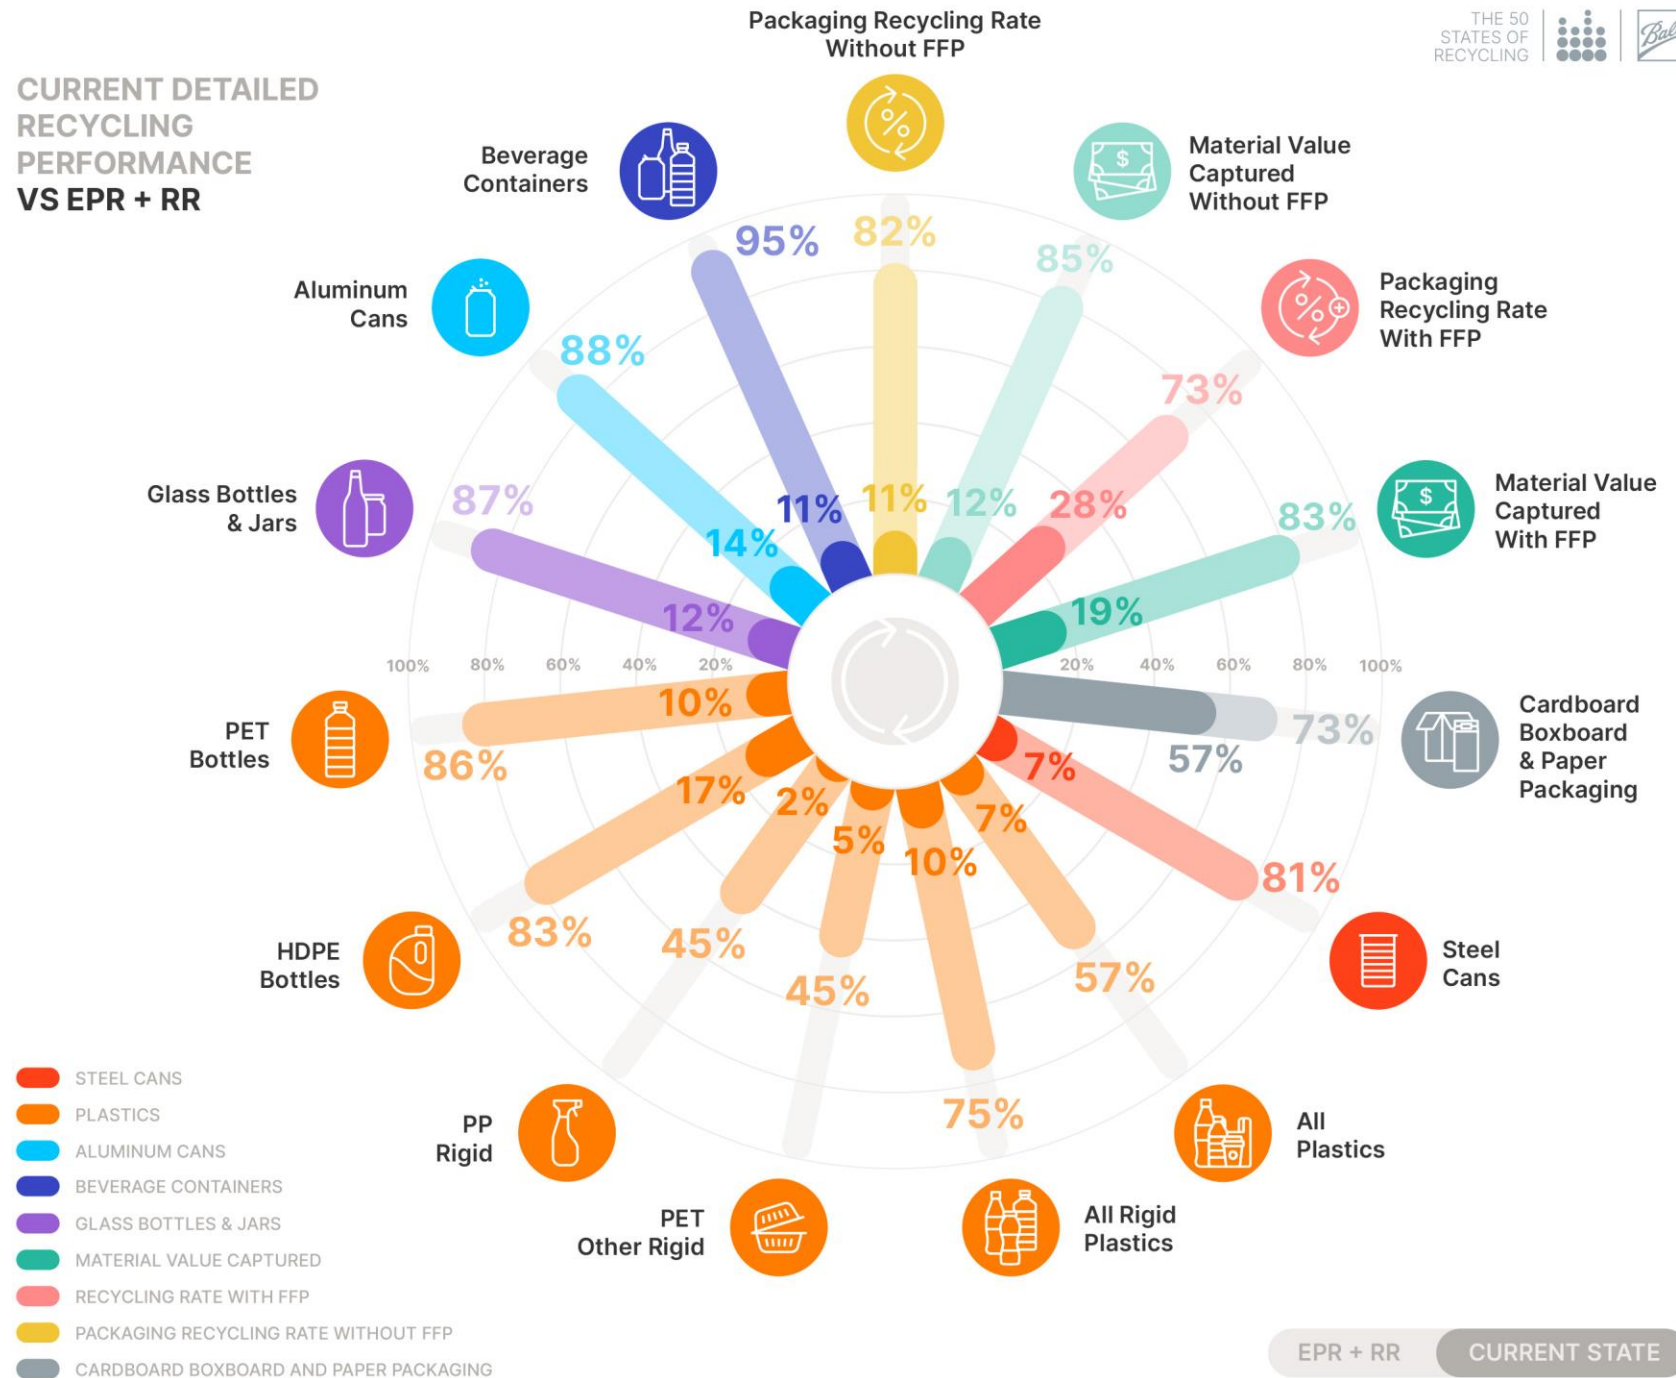 THE 50
STATES OF
RECYCLING
CURRENT DETAILED
RECYCLING
PERFORMANCE
VS EPR + RR
Packaging Recycling Rate
Without FFP
82%
11%
Material Value
Captured
Without FFP
85%
12%
Packaging
Recycling Rate
With FFP
73%
28%
Material Value
Captured
With FFP
83%
19%
Cardboard
Boxboard
& Paper
Packaging
73%
57%
Steel
Cans
81%
7%
All
Plastics
57%
7%
All Rigid
Plastics
75%
10%
PET
Other Rigid
45%
5%
PP
Rigid
45%
2%
HDPE
Bottles
83%
17%
PET
Bottles
86%
10%
Glass Bottles
& Jars
87%
12%
Aluminum
Cans
88%
14%
Beverage
Containers
95%
11%
100% 80% 60% 40% 20% 20% 40% 60% 80% 100%
STEEL CANS
PLASTICS
ALUMINUM CANS
BEVERAGE CONTAINERS
GLASS BOTTLES & JARS
MATERIAL VALUE CAPTURED
RECYCLING RATE WITH FFP
PACKAGING RECYCLING RATE WITHOUT FFP
CARDBOARD BOXBOARD AND PAPER PACKAGING
EPR + RR CURRENT STATE